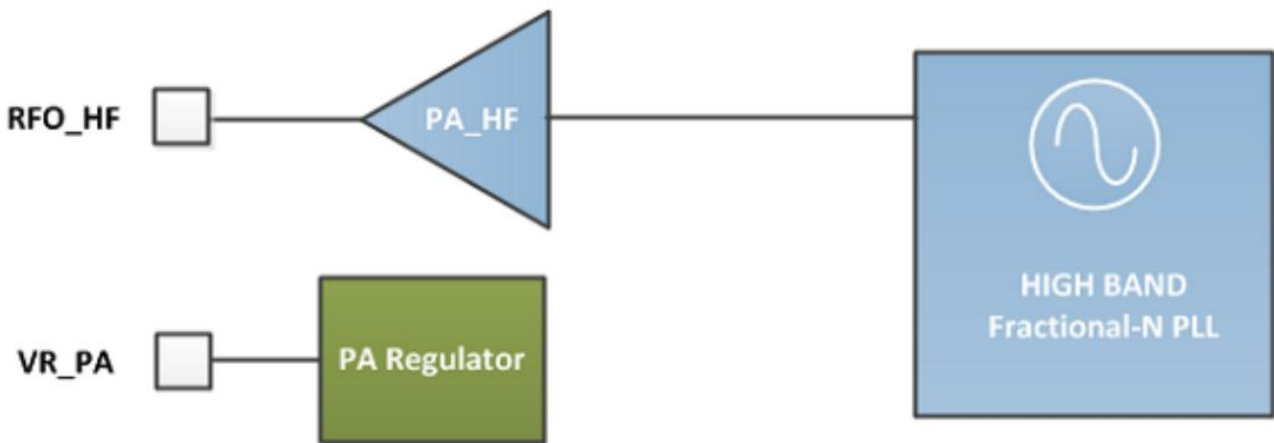 RFO_HF
PA_HF
HIGH BAND
Fractional-N PLL
VR_PA
PA Regulator